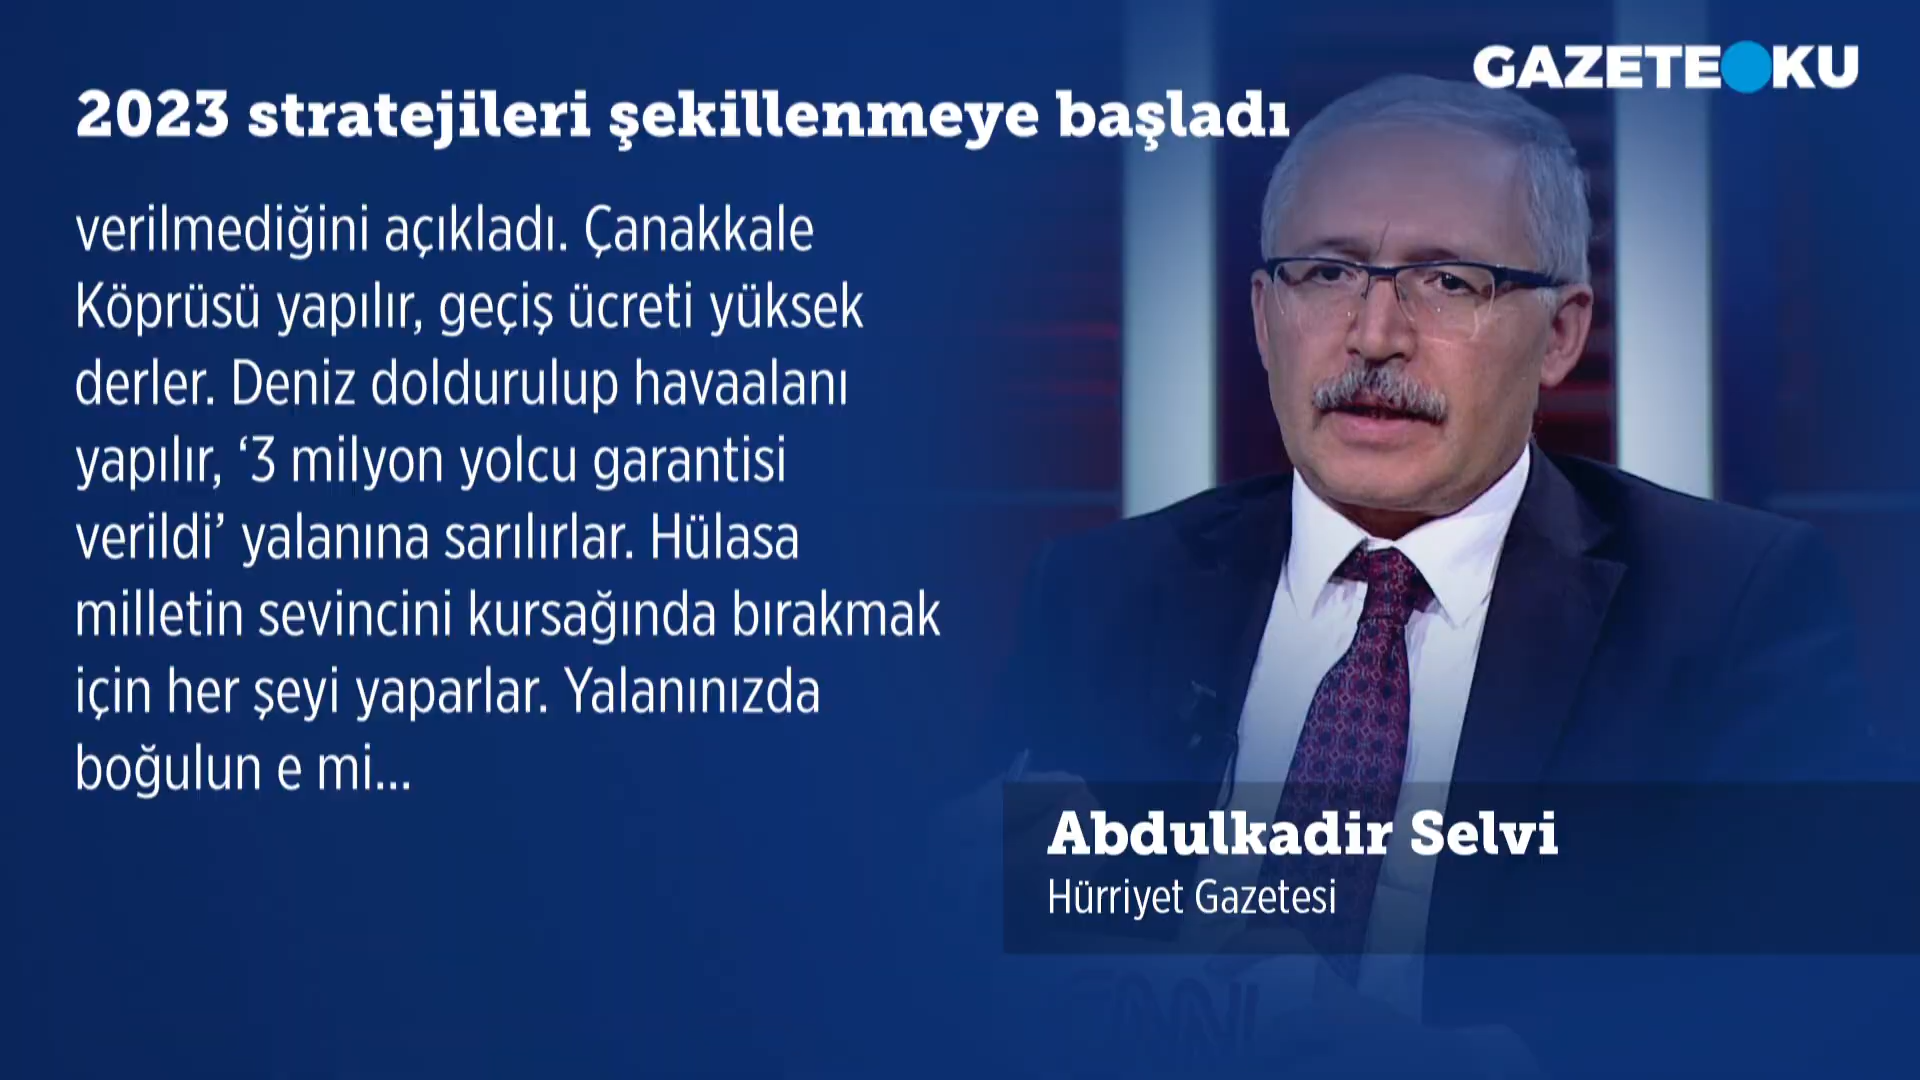 GAZETEOKU
2023 stratejileri şekillenmeye başladı
verilmediğini açıkladı. Çanakkale
Köprüsü yapılır, geçiş ücreti yüksek
derler. Deniz doldurulup havaalanı
yapılır, ‘3 milyon yolcu garantisi
verildi’ yalanına sarılırlar. Hülasa
milletin sevincini kursağında bırakmak
için her şeyi yaparlar. Yalanınızda
boğulun e mi...
Abdulkadir Selvi
Hürriyet Gazetesi